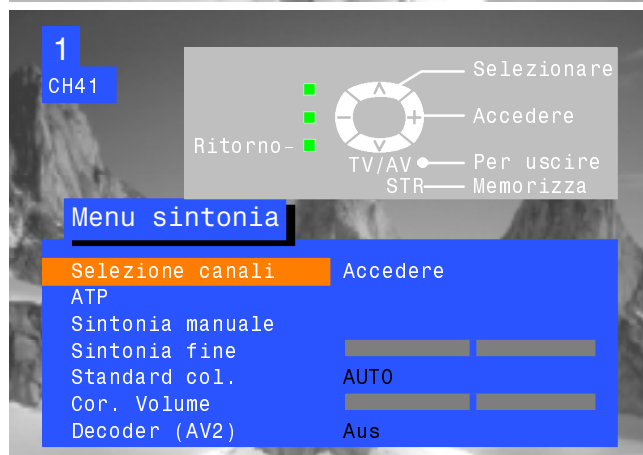 1
CH41
Selezionare
Accedere
Ritorno
TV/AV Per uscire
STR Memorizza
Menu sintonia
Selezione canali Accedere
ATP
Sintonia manuale
Sintonia fine
Standard col. AUTO
Cor. Volume
Decoder (AV2) Aus